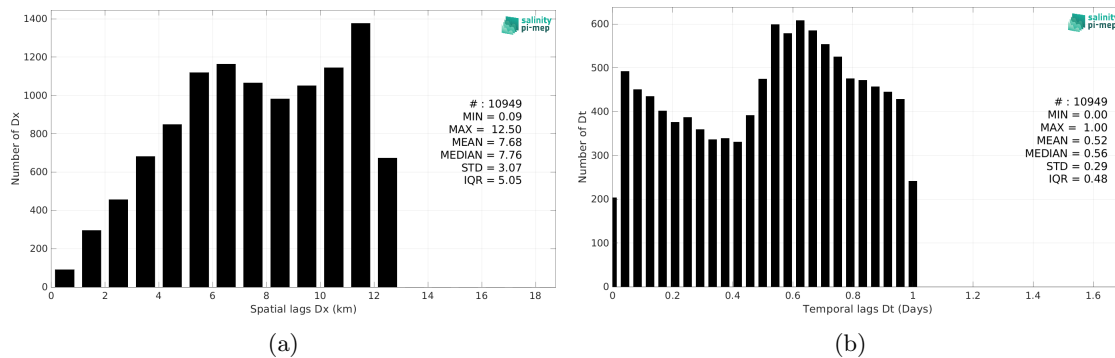 1400
1200
1000
800
600
400
200
0
Number of Dx
salinity
pi-mep
# : 10949
MIN = 0.09
MAX = 12.50
MEAN = 7.68
MEDIAN = 7.76
STD = 3.07
IQR = 5.05
0 2 4 6 8 10 12 14 16 18
Spatial lags Dx (km)
(a)
600
500
400
300
200
100
0
Number of Dt
salinity
pi-mep
# : 10949
MIN = 0.00
MAX = 1.00
MEAN = 0.52
MEDIAN = 0.56
STD = 0.29
IQR = 0.48
0 0.2 0.4 0.6 0.8 1 1.2 1.4 1.6
Temporal lags Dt (Days)
(b)